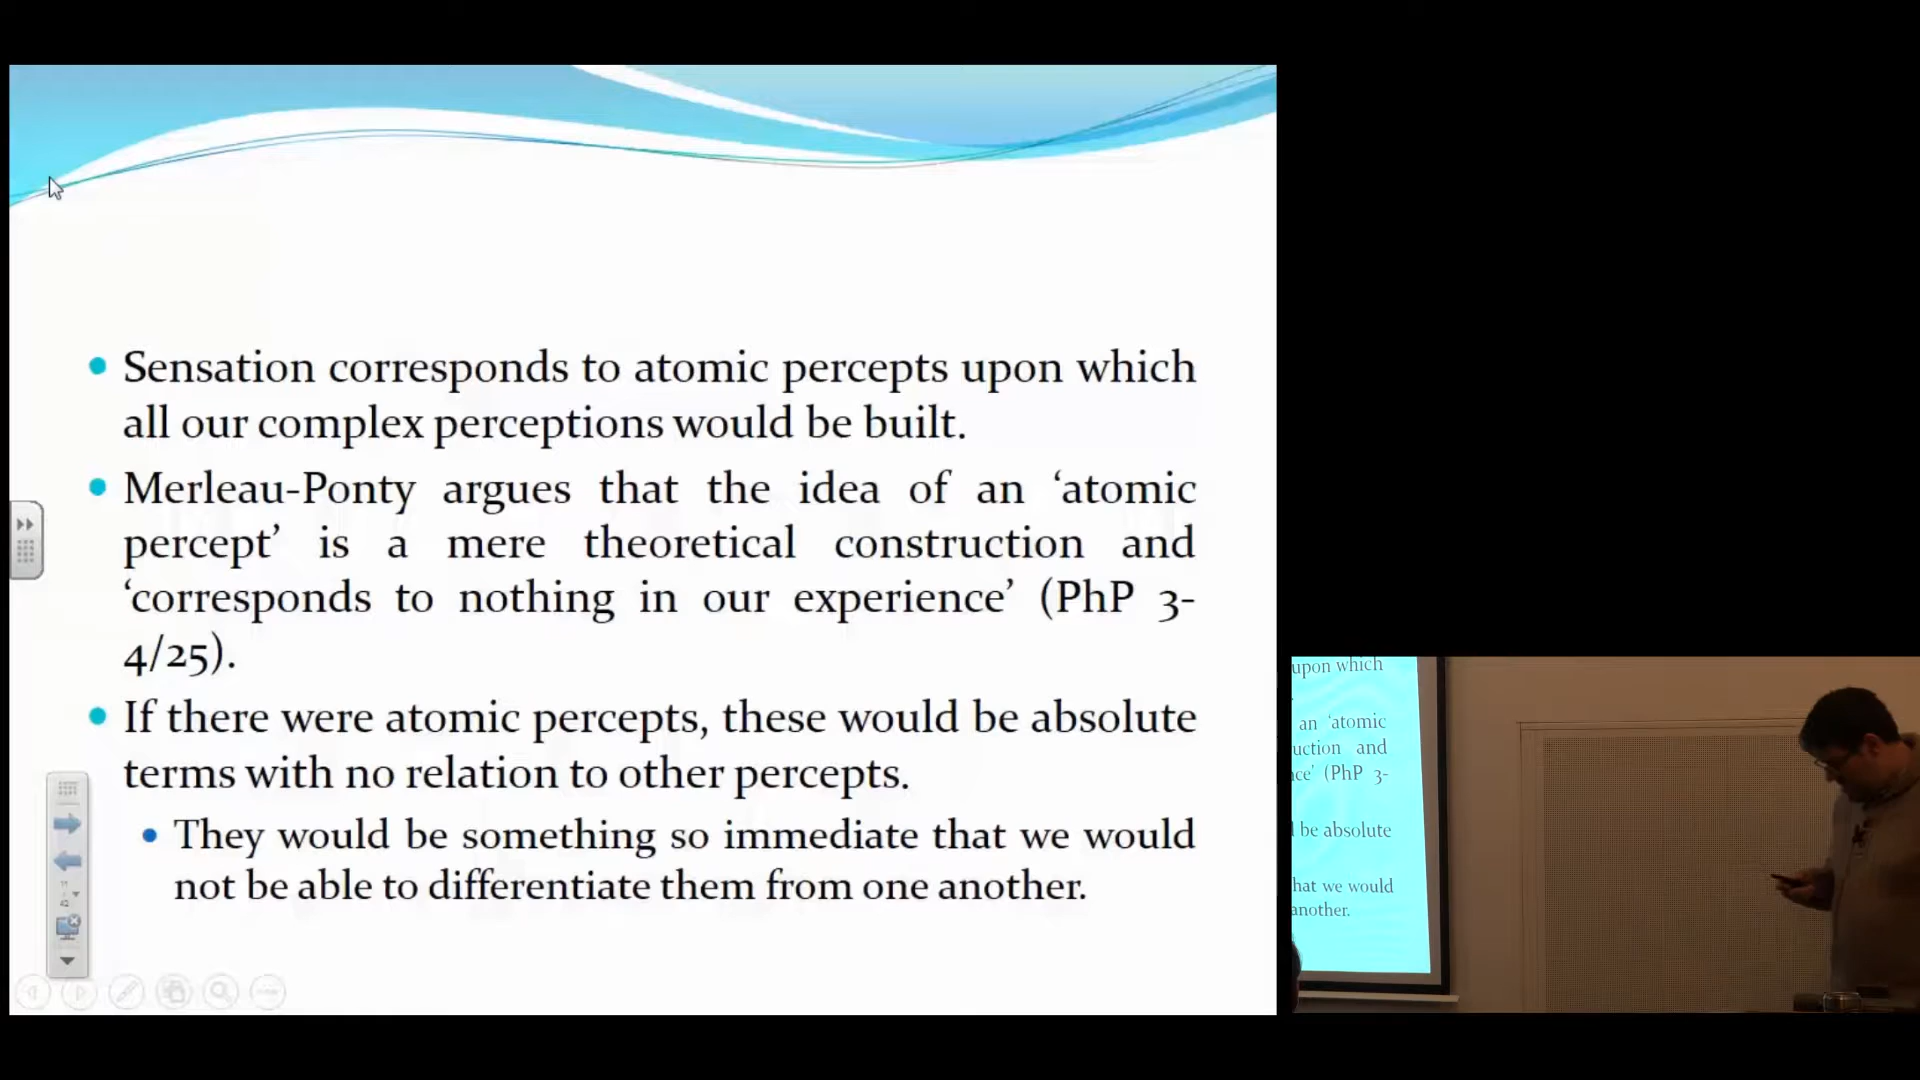 Sensation corresponds to atomic percepts upon which
all our complex perceptions would be built.
Merleau-Ponty argues that the idea of an ‘atomic
percept’ is a mere theoretical construction and
‘corresponds to nothing in our experience’ (PhP 3-
4/25).
If there were atomic percepts, these would be absolute
terms with no relation to other percepts.
They would be something so immediate that we would
not be able to differentiate them from one another.
upon which
an ‘atomic
uction and
nce’ (PhP 3-
be absolute
hat we would
another.